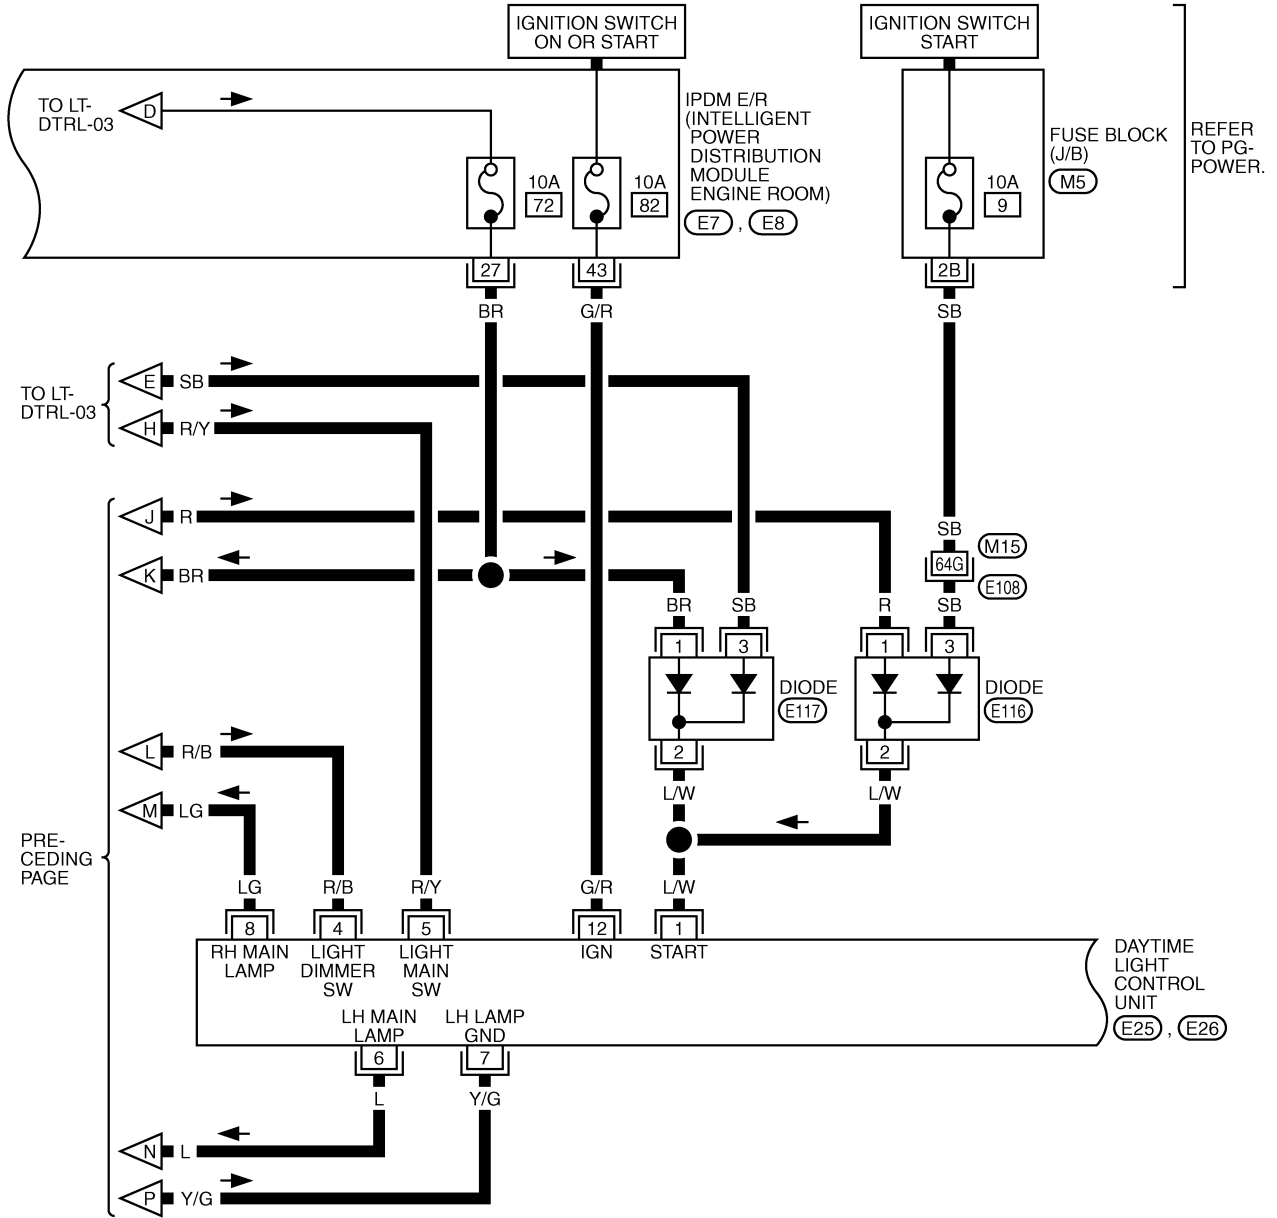 IGNITION SWITCH
ON OR START
IGNITION SWITCH
START
TO LT-
DTRL-03
D
IPDM E/R
(INTELLIGENT
POWER
DISTRIBUTION
MODULE
ENGINE ROOM)
E7 , E8
10A
72
10A
82
10A
9
FUSE BLOCK
(J/B)
M5
REFER
TO PG-
POWER.
27
43
2B
BR
G/R
SB
TO LT-
DTRL-03
E SB
H R/Y
J R
K BR
SB
64G
M15
E108
BR
SB
R
SB
1
3
1
3
DIODE
E117
DIODE
E116
2
2
L/W
L/W
L R/B
M LG
PRE-
CEDING
PAGE
LG
R/B
R/Y
G/R
L/W
8
4
5
12
1
RH MAIN
LAMP
LIGHT
DIMMER
SW
LIGHT
MAIN
SW
IGN
START
DAYTIME
LIGHT
CONTROL
UNIT
E25 , E26
LH MAIN
LAMP
LH LAMP
GND
6
7
L
Y/G
N L
P Y/G